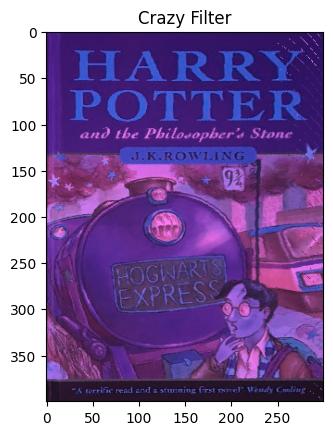 Crazy Filter
0
50
100
150
200
250
300
350
0
50
100
150
200
250
HARRY
POTTER
and the Philosopher's Stone
J.K.ROWLING
9¾
HOGWARTS
EXPRESS
"A terrific read and a stunning first novel" Wendy Cooling